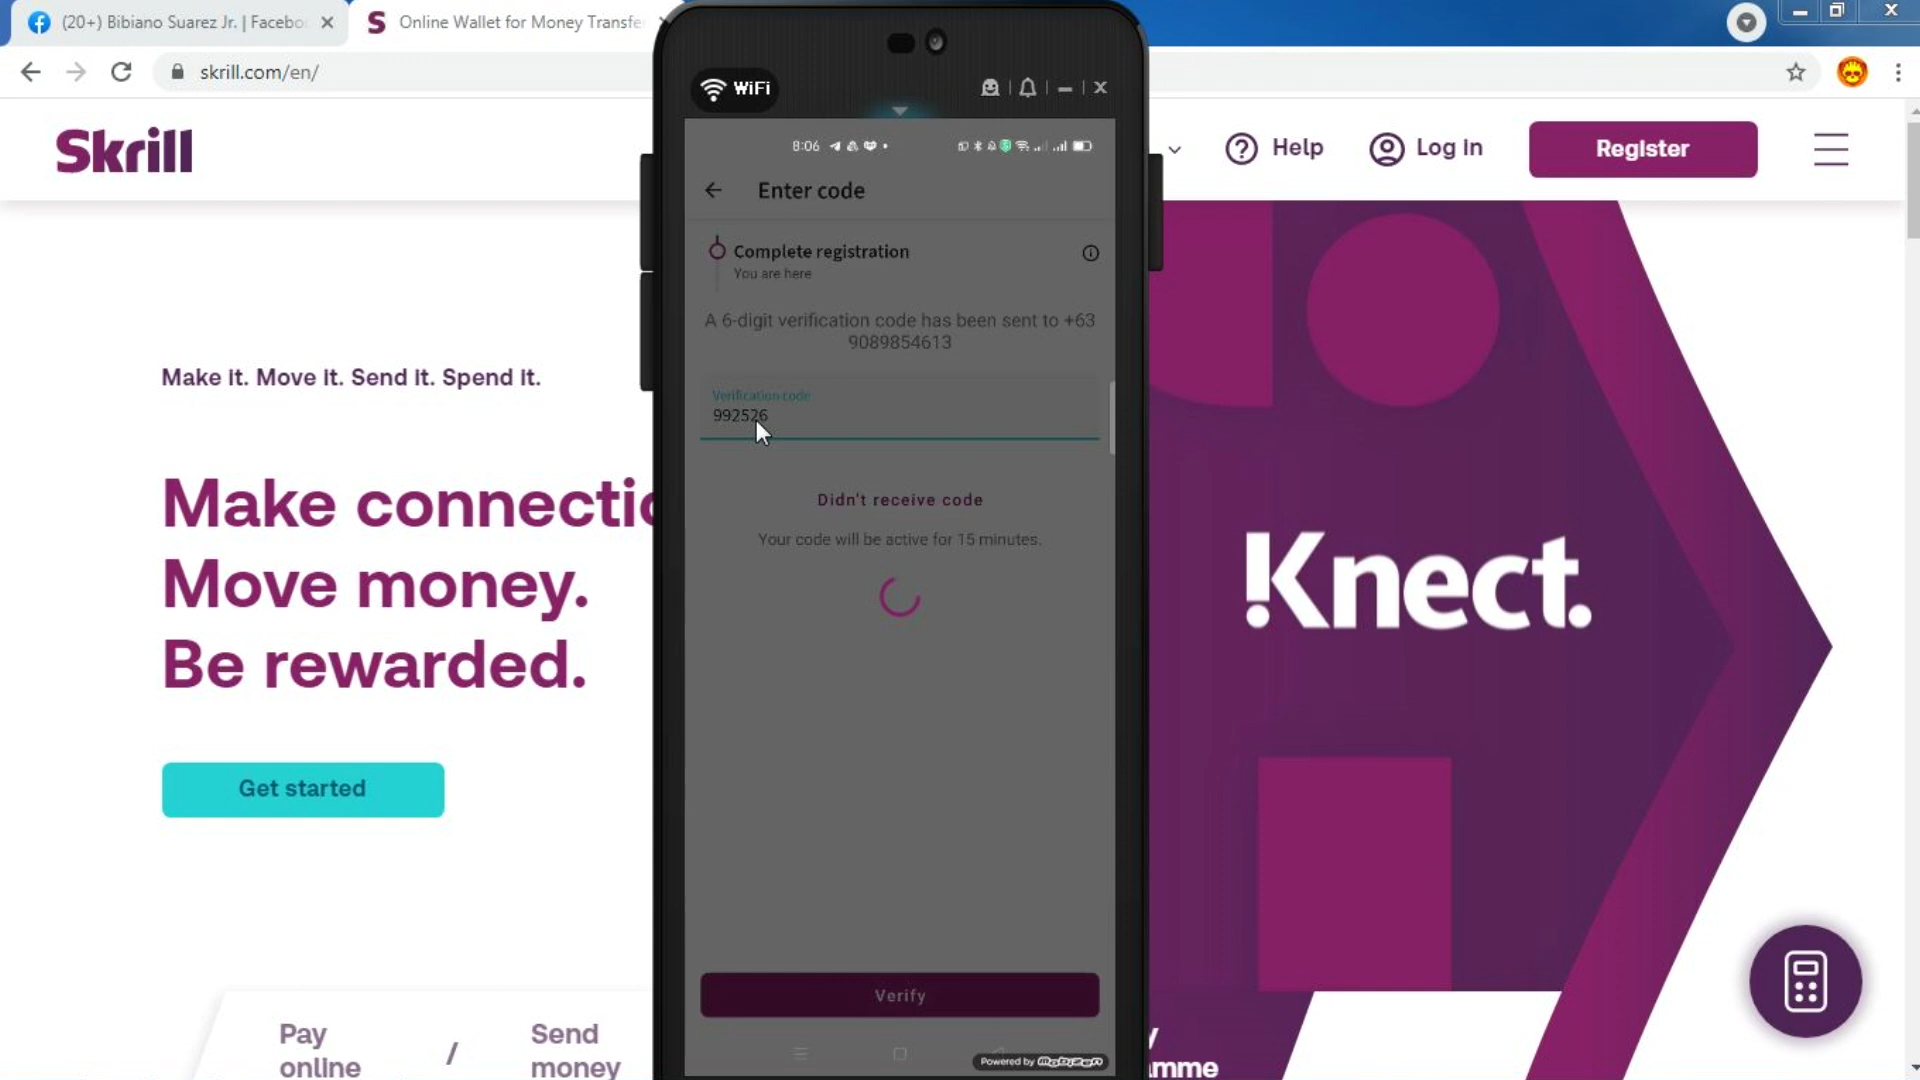 (20+) Bibiano Suarez Jr. | Facebo
Online Wallet for Money Transfe
skrill.com/en/
WiFi
Skrill
Help
Log in
Register
8:06
Enter code
Complete registration
You are here
A 6-digit verification code has been sent to +63
9089854613
Verification code
992526
Didn't receive code
Your code will be active for 15 minutes.
Verify
Powered by Mobizen
Make it. Move it. Send it. Spend it.
Make connectio
Move money.
Be rewarded.
Get started
Knect.
Pay
online
/
Send
money
mme